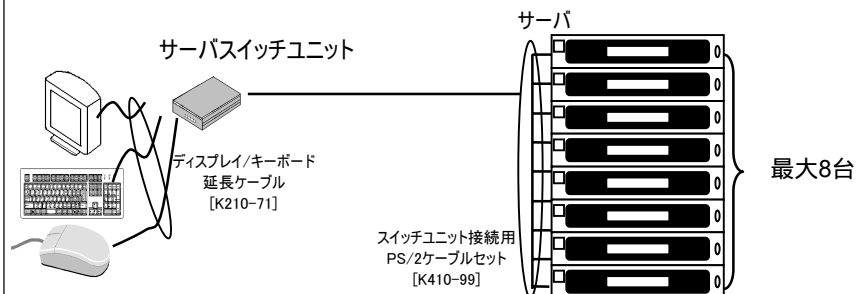 サーバ
サーバスイッチユニット
ディスプレイ/キーボード
延長ケーブル
[K210-71]
最大8台
スイッチユニット接続用
PS/2ケーブルセット
[K410-99]